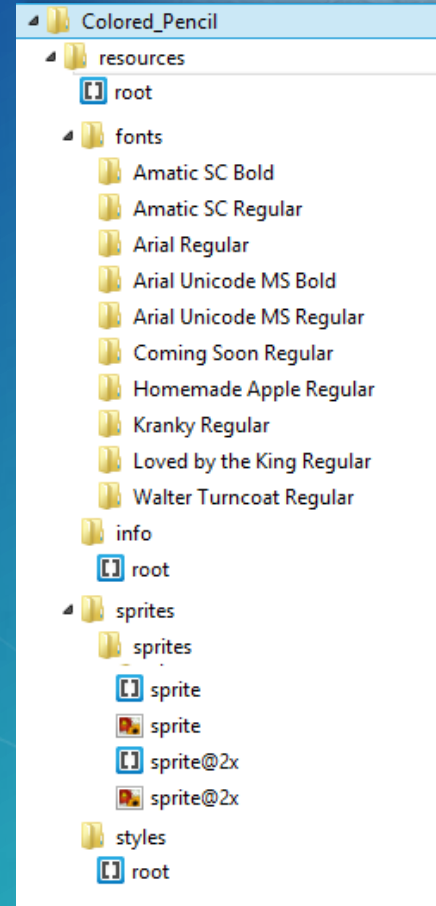 Colored_Pencil
resources
root
fonts
Amatic SC Bold
Amatic SC Regular
Arial Regular
Arial Unicode MS Bold
Arial Unicode MS Regular
Coming Soon Regular
Homemade Apple Regular
Kranky Regular
Loved by the King Regular
Walter Turncoat Regular
info
root
sprites
sprites
sprite
sprite
sprite@2x
sprite@2x
styles
root